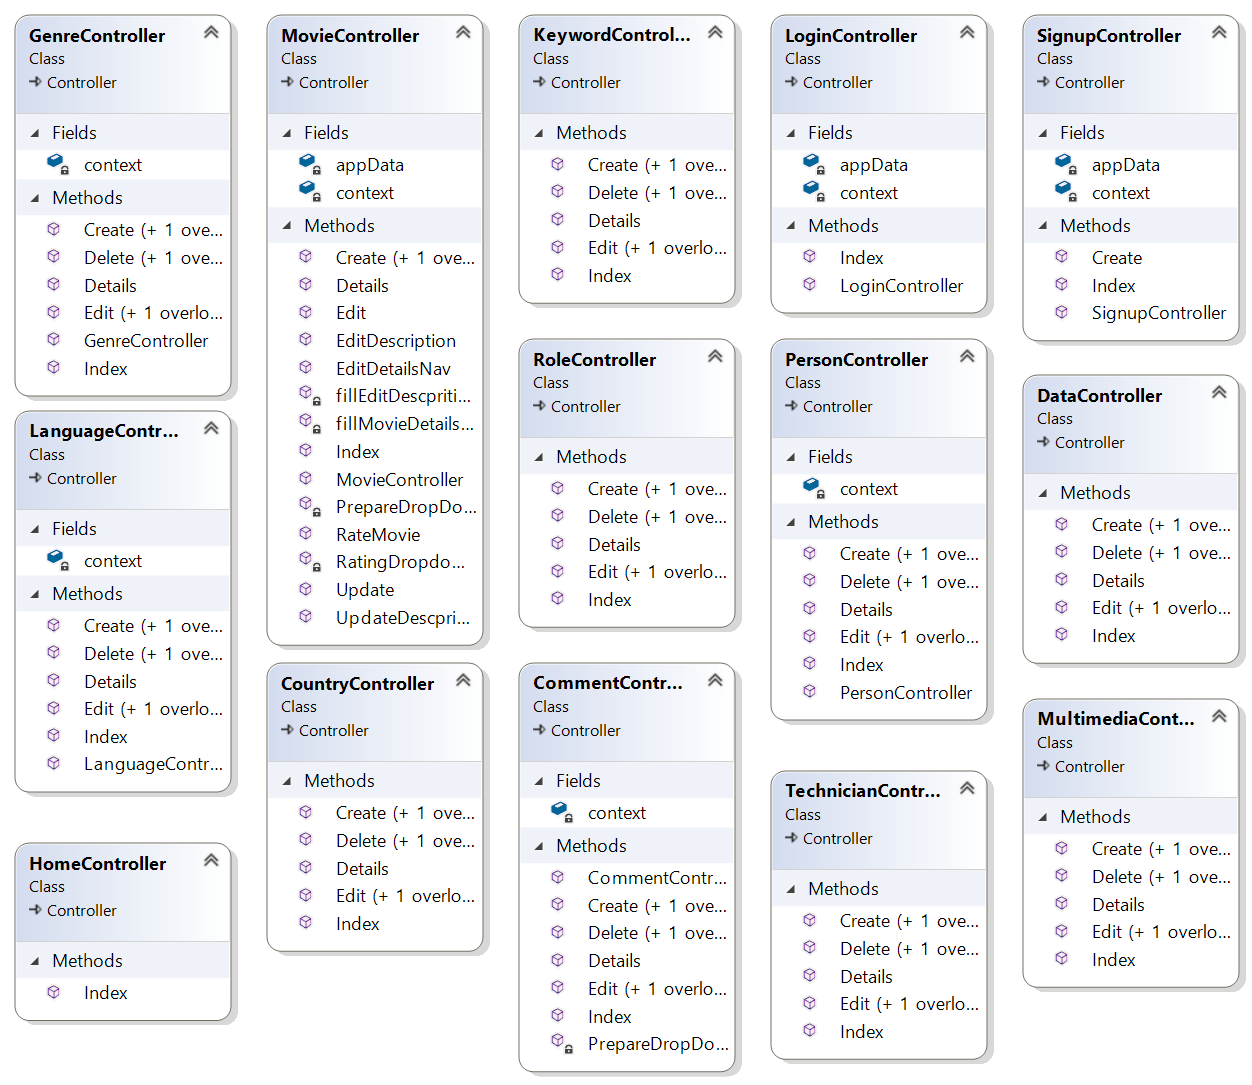 GenreController
Class
Controller
Fields
context
Methods
Create (+ 1 ove...
Delete (+ 1 ove...
Details
Edit (+ 1 overlo...
GenreController
Index
LanguageContr...
Class
Controller
Fields
context
Methods
Create (+ 1 ove...
Delete (+ 1 ove...
Details
Edit (+ 1 overlo...
Index
LanguageContr...
HomeController
Class
Controller
Methods
Index
MovieController
Class
Controller
Fields
appData
context
Methods
Create (+ 1 ove...
Details
Edit
EditDescription
EditDetailsNav
fillEditDescpriti...
fillMovieDetails...
Index
MovieController
PrepareDropDo...
RateMovie
RatingDropdo...
Update
UpdateDescpri...
CountryController
Class
Controller
Methods
Create (+ 1 ove...
Delete (+ 1 ove...
Details
Edit (+ 1 overlo...
Index
KeywordControl...
Class
Controller
Methods
Create (+ 1 ove...
Delete (+ 1 ove...
Details
Edit (+ 1 overlo...
Index
RoleController
Class
Controller
Methods
Create (+ 1 ove...
Delete (+ 1 ove...
Details
Edit (+ 1 overlo...
Index
CommentContr...
Class
Controller
Fields
context
Methods
CommentContr...
Create (+ 1 ove...
Delete (+ 1 ove...
Details
Edit (+ 1 overlo...
Index
PrepareDropDo...
LoginController
Class
Controller
Fields
appData
context
Methods
Index
LoginController
PersonController
Class
Controller
Fields
context
Methods
Create (+ 1 ove...
Delete (+ 1 ove...
Details
Edit (+ 1 overlo...
Index
PersonController
TechnicianContr...
Class
Controller
Methods
Create (+ 1 ove...
Delete (+ 1 ove...
Details
Edit (+ 1 overlo...
Index
SignupController
Class
Controller
Fields
appData
context
Methods
Create
Index
SignupController
DataController
Class
Controller
Methods
Create (+ 1 ove...
Delete (+ 1 ove...
Details
Edit (+ 1 overlo...
Index
MultimediaCont...
Class
Controller
Methods
Create (+ 1 ove...
Delete (+ 1 ove...
Details
Edit (+ 1 overlo...
Index